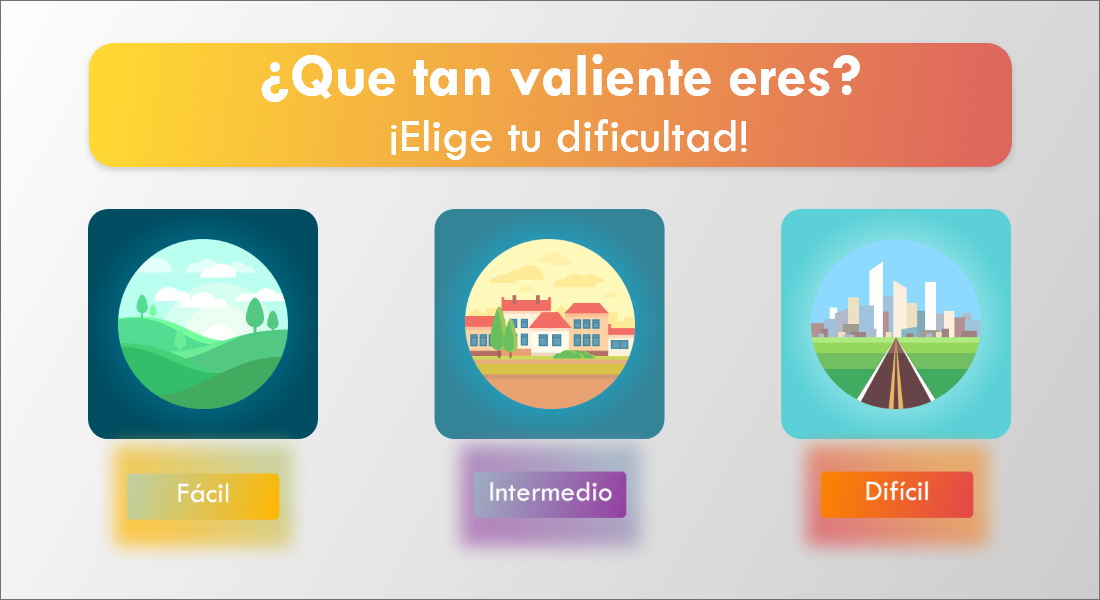 ¿Que tan valiente eres?
¡Elige tu dificultad!
Fácil
Intermedio
Difícil